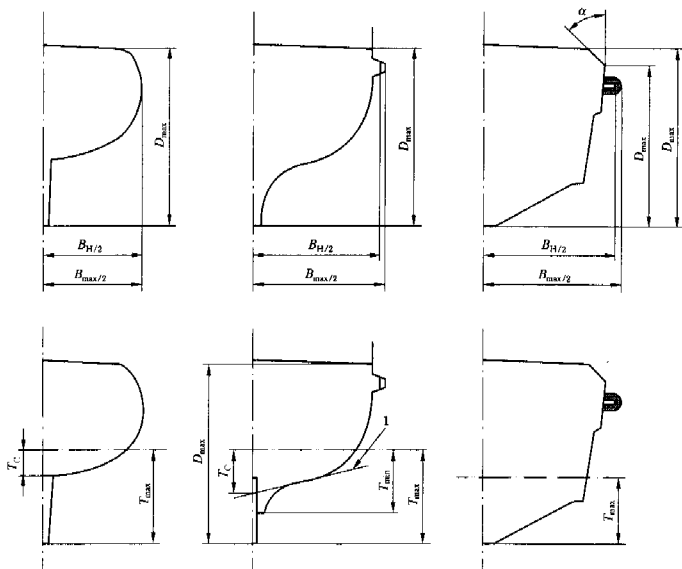 α
D_max
D_max
D_max
D_max
B_H/2
B_max/2
B_H/2
B_max/2
B_H/2
B_max/2
T_C
T_max
D_max
T_C
1
T_min
T_max
T_max